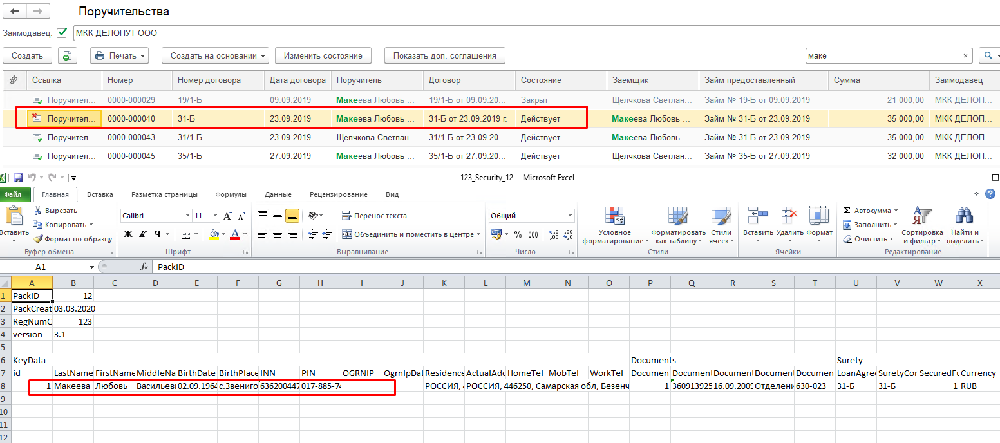 Поручительства
Заимодавец: МКК ДЕЛОПУТ ООО
Создать Печать Создать на основании Изменить состояние Показать доп. соглашения маке ×
Ссылка Номер Номер договора Дата договора Поручитель Договор Состояние Заемщик Займ предоставленный Сумма Заимодавец
Поручител... 0000-000029 19/1-Б 09.09.2019 Макеева Любовь ... 19/1-Б от 09.09.20... Закрыт Щелчкова Светлан... Займ № 19-Б от 09.09.2019 21 000,00 МКК ДЕЛОП...
Поручител... 0000-000040 31-Б 23.09.2019 Макеева Любовь ... 31-Б от 23.09.2019 г. Действует Макеева Любовь ... Займ № 31-Б от 23.09.2019 35 000,00 МКК ДЕЛОП...
Поручител... 0000-000043 31/1-Б 23.09.2019 Щелчкова Светлан... 31/1-Б от 23.09.20... Действует Макеева Любовь ... Займ № 31-Б от 23.09.2019 35 000,00 МКК ДЕЛОП...
Поручител... 0000-000045 35/1-Б 27.09.2019 Макеева Любовь ... 35/1-Б от 27.09.20... Действует Щелчкова Светлан... Займ № 35-Б от 27.09.2019 32 000,00 МКК ДЕЛОП...
123_Security_12 - Microsoft Excel
Файл Главная Вставка Разметка страницы Формулы Данные Рецензирование Вид
Вставить Вырезать Копировать Формат по образцу
Calibri 11
Ж К Ч
Перенос текста
Объединить и поместить в центре
Общий
% 000
Условное форматирование Форматировать как таблицу Стили ячеек
Вставить Удалить Формат
Σ Автосумма Заполнить Очистить
Сортировка и фильтр Найти и выделить
Буфер обмена Шрифт Выравнивание Число Стили Ячейки Редактирование
A1 fx PackID
A B C D E F G H I J K L M N O P Q R S T U V W X
1 PackID 12
2 PackCreat 03.03.2020
3 RegNumO 123
4 version 3.1
5
6 KeyData Documents Surety
7 id LastName FirstName MiddleNa BirthDate BirthPlace INN PIN OGRNIP OgrnIpDat Residence ActualAdd HomeTel MobTel WorkTel Document Document Document Document Document LoanAgree SuretyCor SecuredFu Currency
8 1 Макеева Любовь Васильев 02.09.1964 с.Звениго 636200447 017-885-74 РОССИЯ, 4 РОССИЯ, 446250, Самарская обл, Безенч 1 360913925 16.09.2009 Отделени 630-023 31-Б 31-Б 1 RUB
9
10
11
12